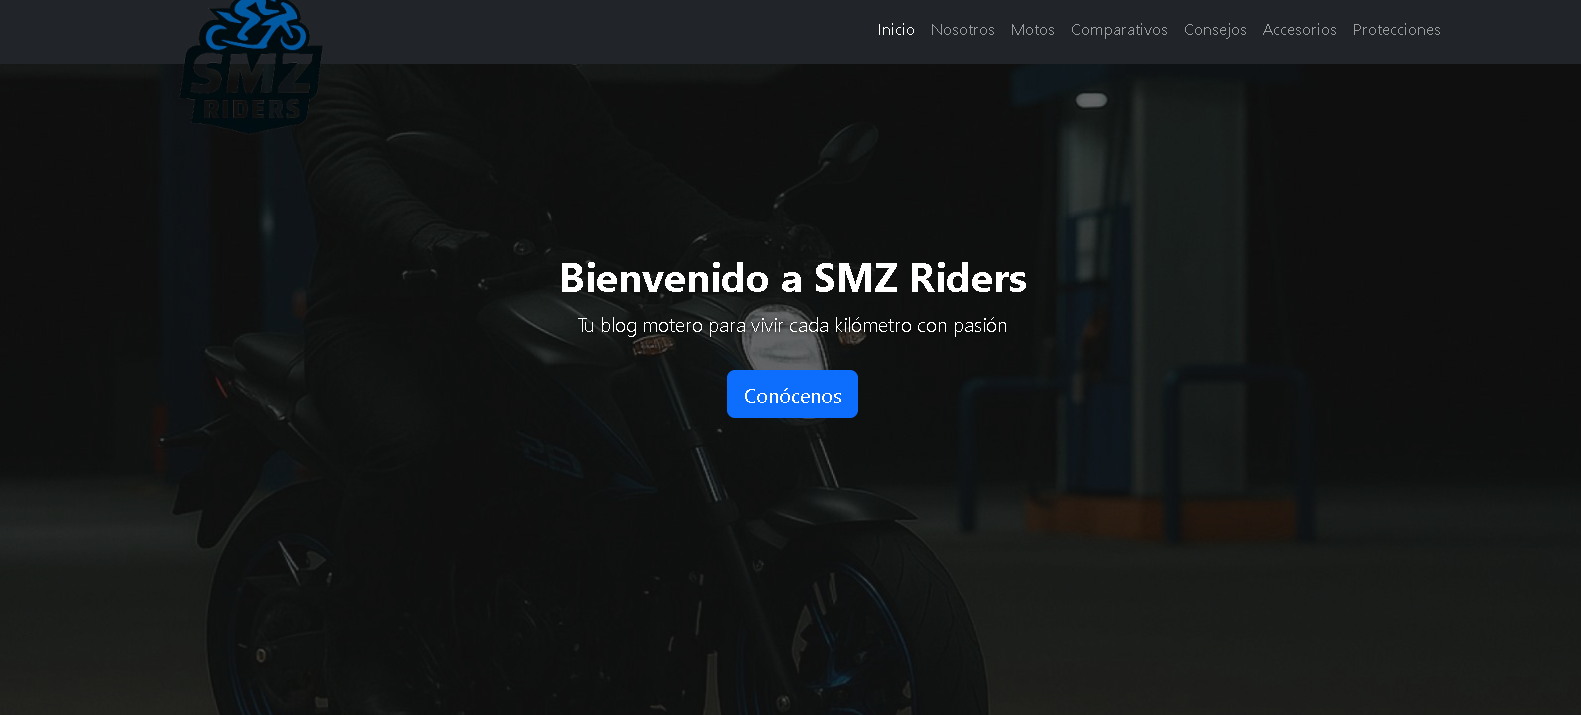 SMZ
RIDERS
Inicio Nosotros Motos Comparativos Consejos Accesorios Protecciones
Bienvenido a SMZ Riders
Tu blog motero para vivir cada kilómetro con pasión
Conócenos